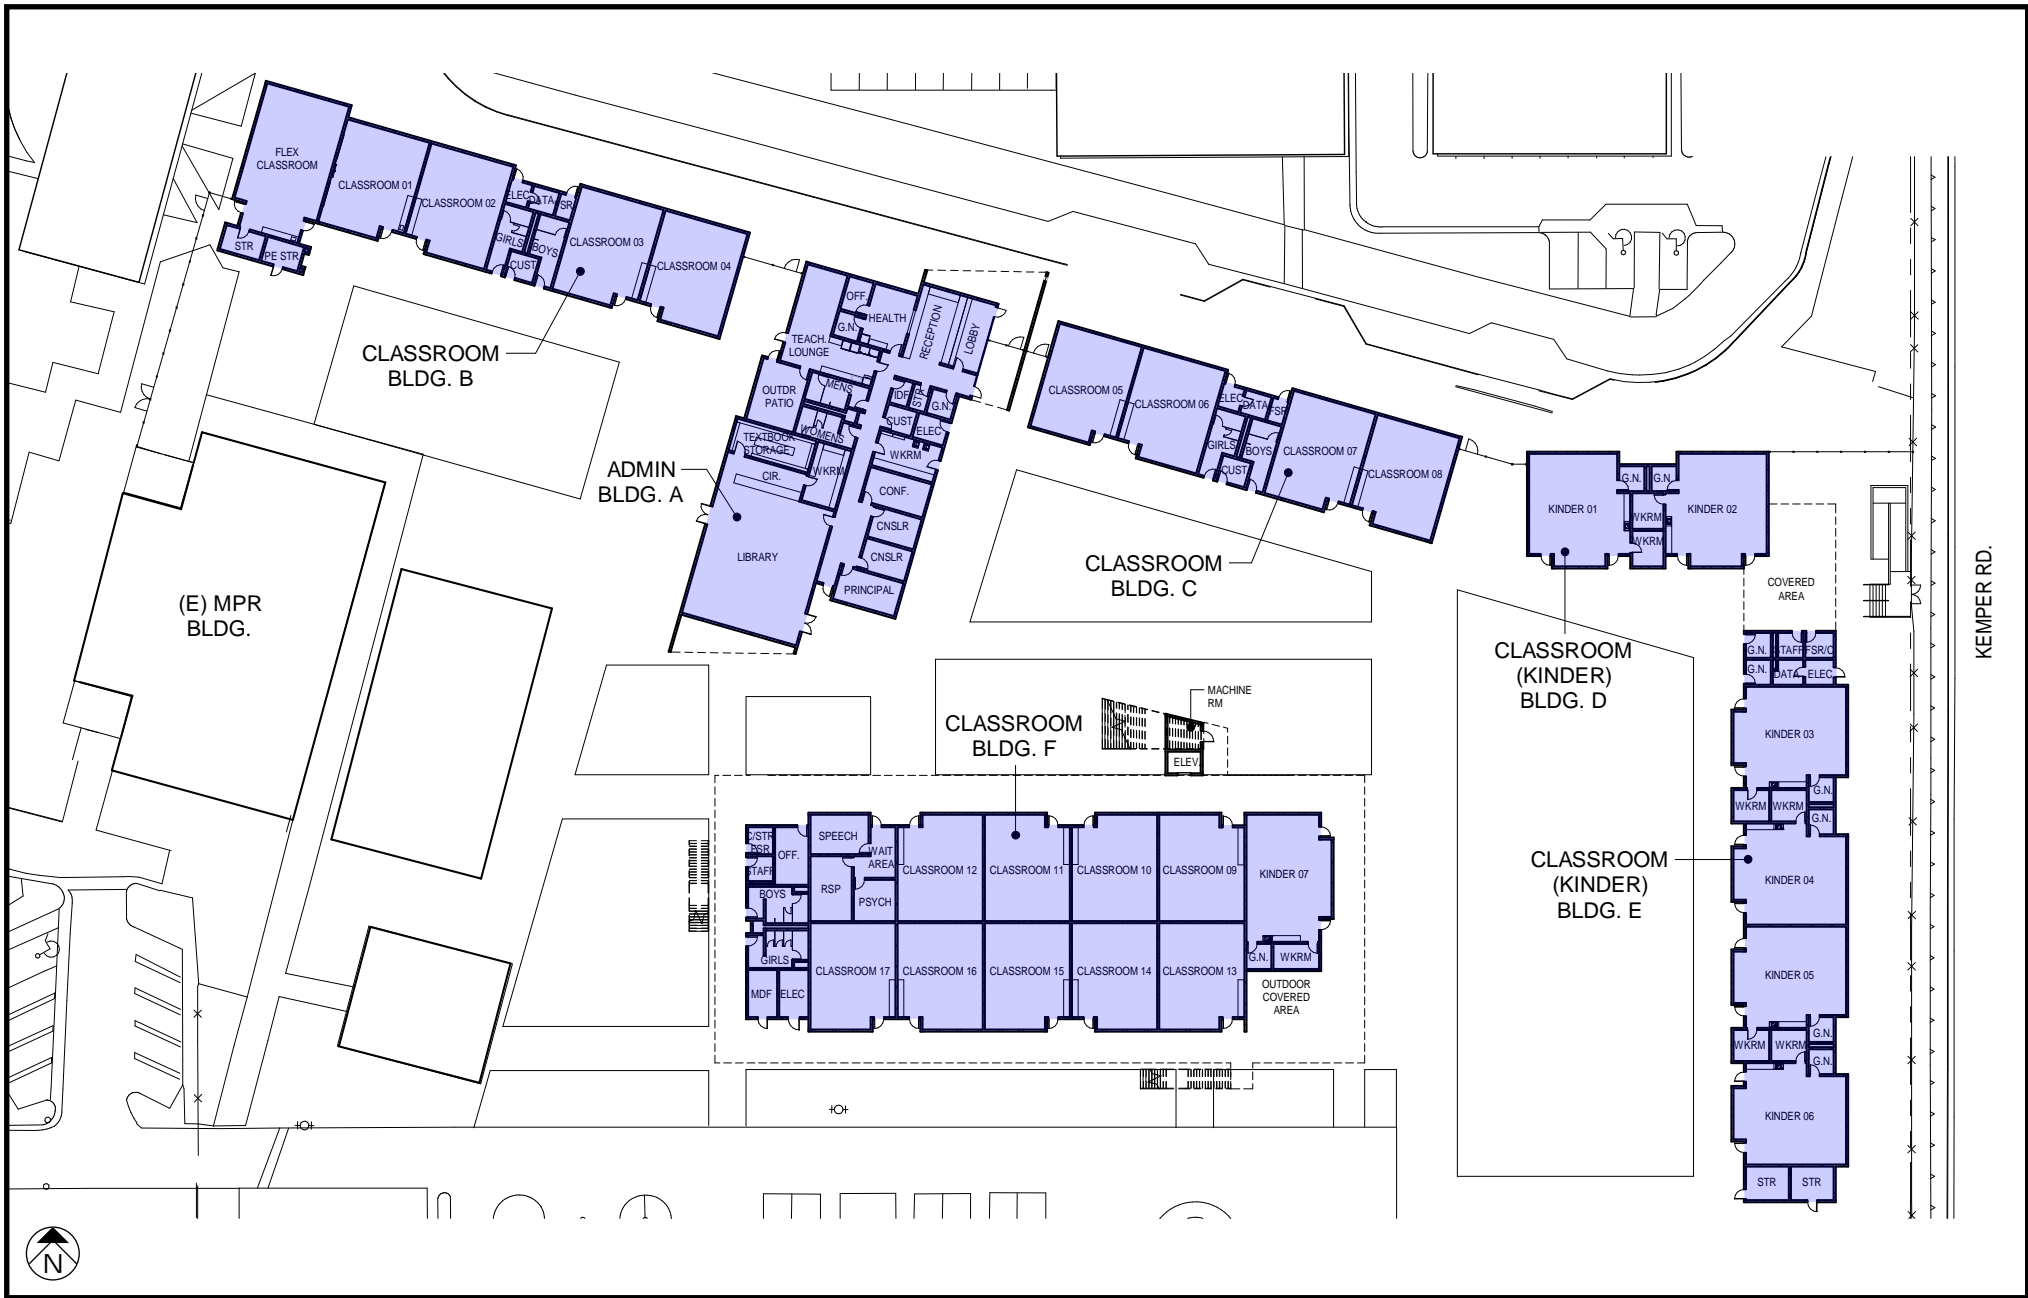 FLEX
CLASSROOM
CLASSROOM 01
CLASSROOM 02
ELEC
DATA
FSR
GIRLS
BOYS
CUST
CLASSROOM 03
CLASSROOM 04
STR
PE STR
CLASSROOM
BLDG. B
OFF.
HEALTH
G.N.
TEACH.
LOUNGE
RECEPTION
LOBBY
OUTDR
PATIO
MENS
WOMENS
IDF
STR
G.N.
CUST
ELEC
WKRM
TEXTBOOK
STORAGE
CIR.
WKRM
CONF.
CNSLR
CNSLR
PRINCIPAL
LIBRARY
ADMIN
BLDG. A
CLASSROOM 05
CLASSROOM 06
ELEC
DATA
FSR
GIRLS
BOYS
CUST
CLASSROOM 07
CLASSROOM 08
CLASSROOM
BLDG. C
KINDER 01
G.N.
G.N.
WKRM
WKRM
KINDER 02
COVERED
AREA
CLASSROOM
(KINDER)
BLDG. D
KEMPER RD.
(E) MPR
BLDG.
G.N.
STAFF
FSR/C
G.N.
DATA
ELEC
KINDER 03
WKRM
WKRM
G.N.
G.N.
KINDER 04
KINDER 05
WKRM
WKRM
G.N.
G.N.
KINDER 06
STR
STR
CLASSROOM
(KINDER)
BLDG. E
MACHINE
RM
ELEV.
CLASSROOM
BLDG. F
C/STR
FSR
STAFF
OFF.
SPEECH
WAIT
AREA
RSP
PSYCH
BOYS
GIRLS
MDF
ELEC
CLASSROOM 12
CLASSROOM 11
CLASSROOM 10
CLASSROOM 09
KINDER 07
CLASSROOM 17
CLASSROOM 16
CLASSROOM 15
CLASSROOM 14
CLASSROOM 13
G.N.
WKRM
OUTDOOR
COVERED
AREA
N